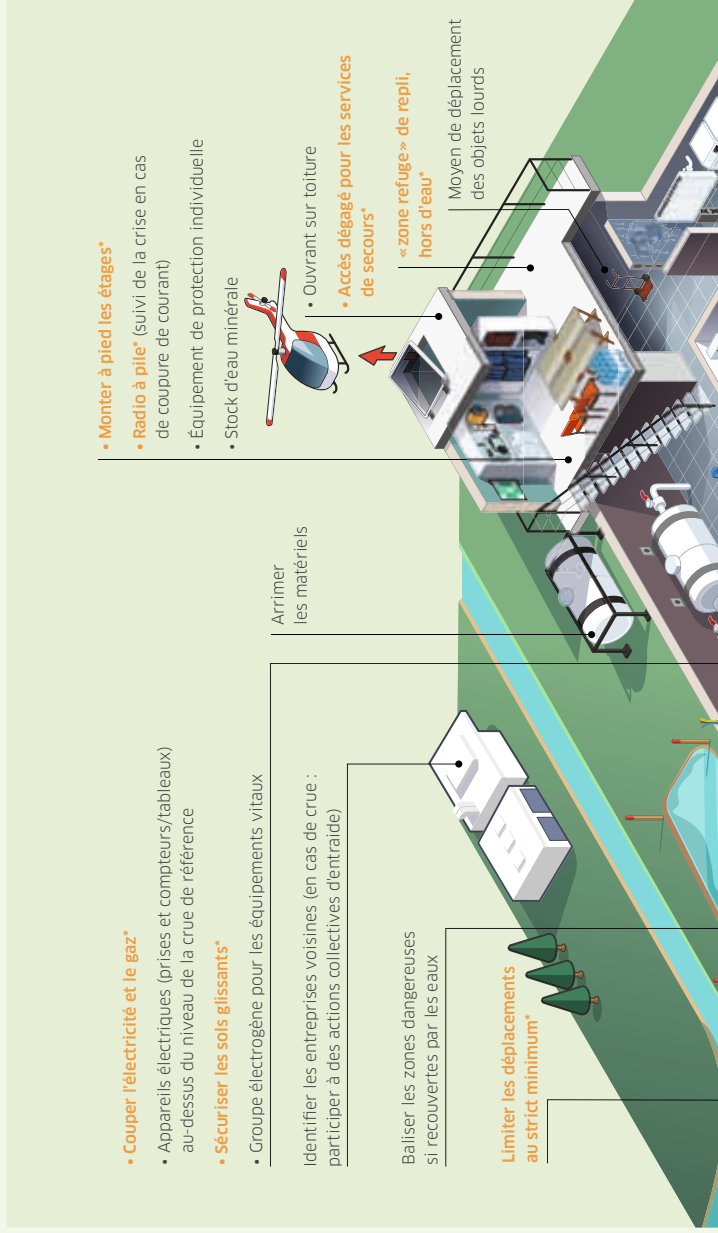 • Couper l'électricité et le gaz*
• Appareils électriques (prises et compteurs/tableaux)
au-dessus du niveau de la crue de référence
• Sécuriser les sols glissants*
• Groupe électrogène pour les équipements vitaux
Identifier les entreprises voisines (en cas de crue :
participer à des actions collectives d'entraide)
Baliser les zones dangereuses
si recouvertes par les eaux
Limiter les déplacements
au strict minimum*
Arrimer
les matériels
• Monter à pied les étages*
• Radio à pile* (suivi de la crise en cas
de coupure de courant)
• Équipement de protection individuelle
• Stock d'eau minérale
• Ouvrant sur toiture
• Accès dégagé pour les services
de secours*
«zone refuge» de repli,
hors d'eau*
Moyen de déplacement
des objets lourds